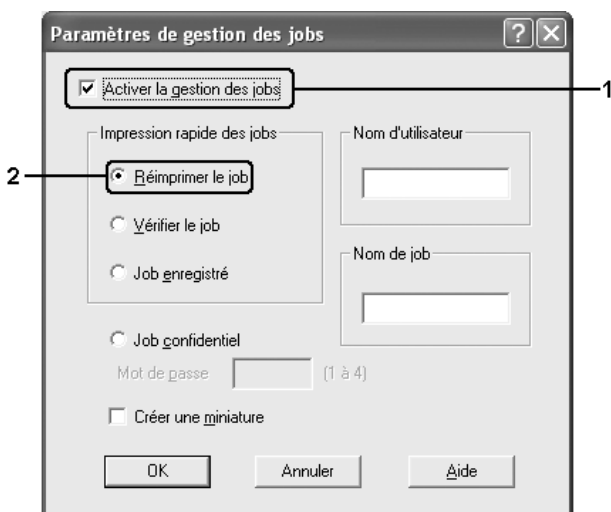 Paramètres de gestion des jobs
Activer la gestion des jobs
1
Impression rapide des jobs
Nom d'utilisateur
2
Réimprimer le job
Vérifier le job
Nom de job
Job enregistré
Job confidentiel
Mot de passe
(1 à 4)
Créer une miniature
OK
Annuler
Aide